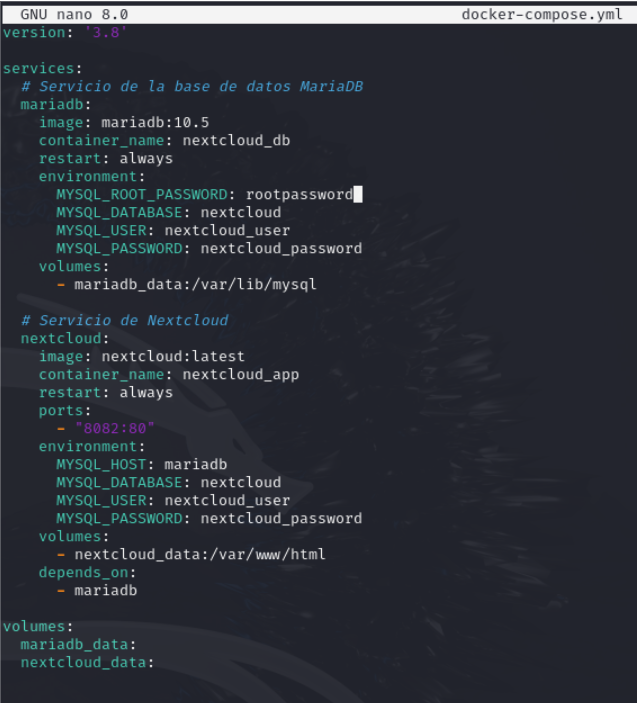 GNU nano 8.0 docker-compose.yml
version: '3.8'
services:
# Servicio de la base de datos MariaDB
mariadb:
image: mariadb:10.5
container_name: nextcloud_db
restart: always
environment:
MYSQL_ROOT_PASSWORD: rootpassword
MYSQL_DATABASE: nextcloud
MYSQL_USER: nextcloud_user
MYSQL_PASSWORD: nextcloud_password
volumes:
- mariadb_data:/var/lib/mysql
# Servicio de Nextcloud
nextcloud:
image: nextcloud:latest
container_name: nextcloud_app
restart: always
ports:
- "8082:80"
environment:
MYSQL_HOST: mariadb
MYSQL_DATABASE: nextcloud
MYSQL_USER: nextcloud_user
MYSQL_PASSWORD: nextcloud_password
volumes:
- nextcloud_data:/var/www/html
depends_on:
- mariadb
volumes:
mariadb_data:
nextcloud_data: